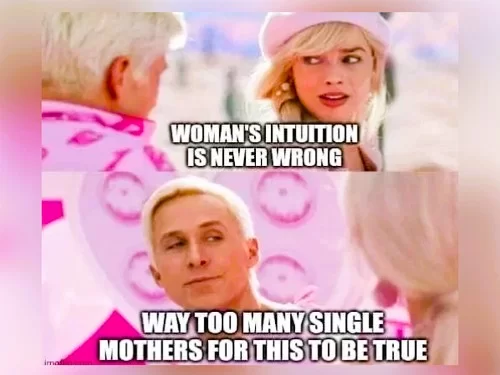 WOMAN'S INTUITION
IS NEVER WRONG
WAY TOO MANY SINGLE
MOTHERS FOR THIS TO BE TRUE